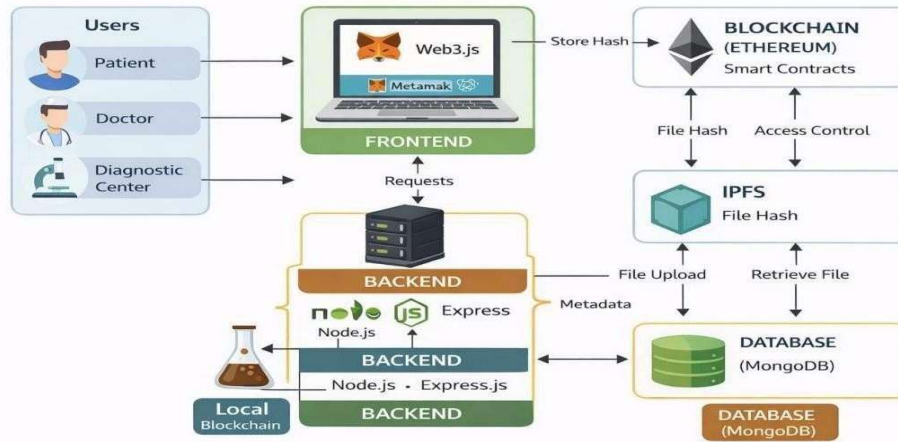 Users
Patient
Doctor
Diagnostic
Center
Web3.js
Metamak
FRONTEND
Store Hash
BLOCKCHAIN
(ETHEREUM)
Smart Contracts
File Hash
Access Control
Requests
IPFS
File Hash
BACKEND
File Upload
Retrieve File
Metadata
JS
Express
Node.js
BACKEND
Node.js · Express.js
BACKEND
Local
Blockchain
DATABASE
(MongoDB)
DATABASE
(MongoDB)